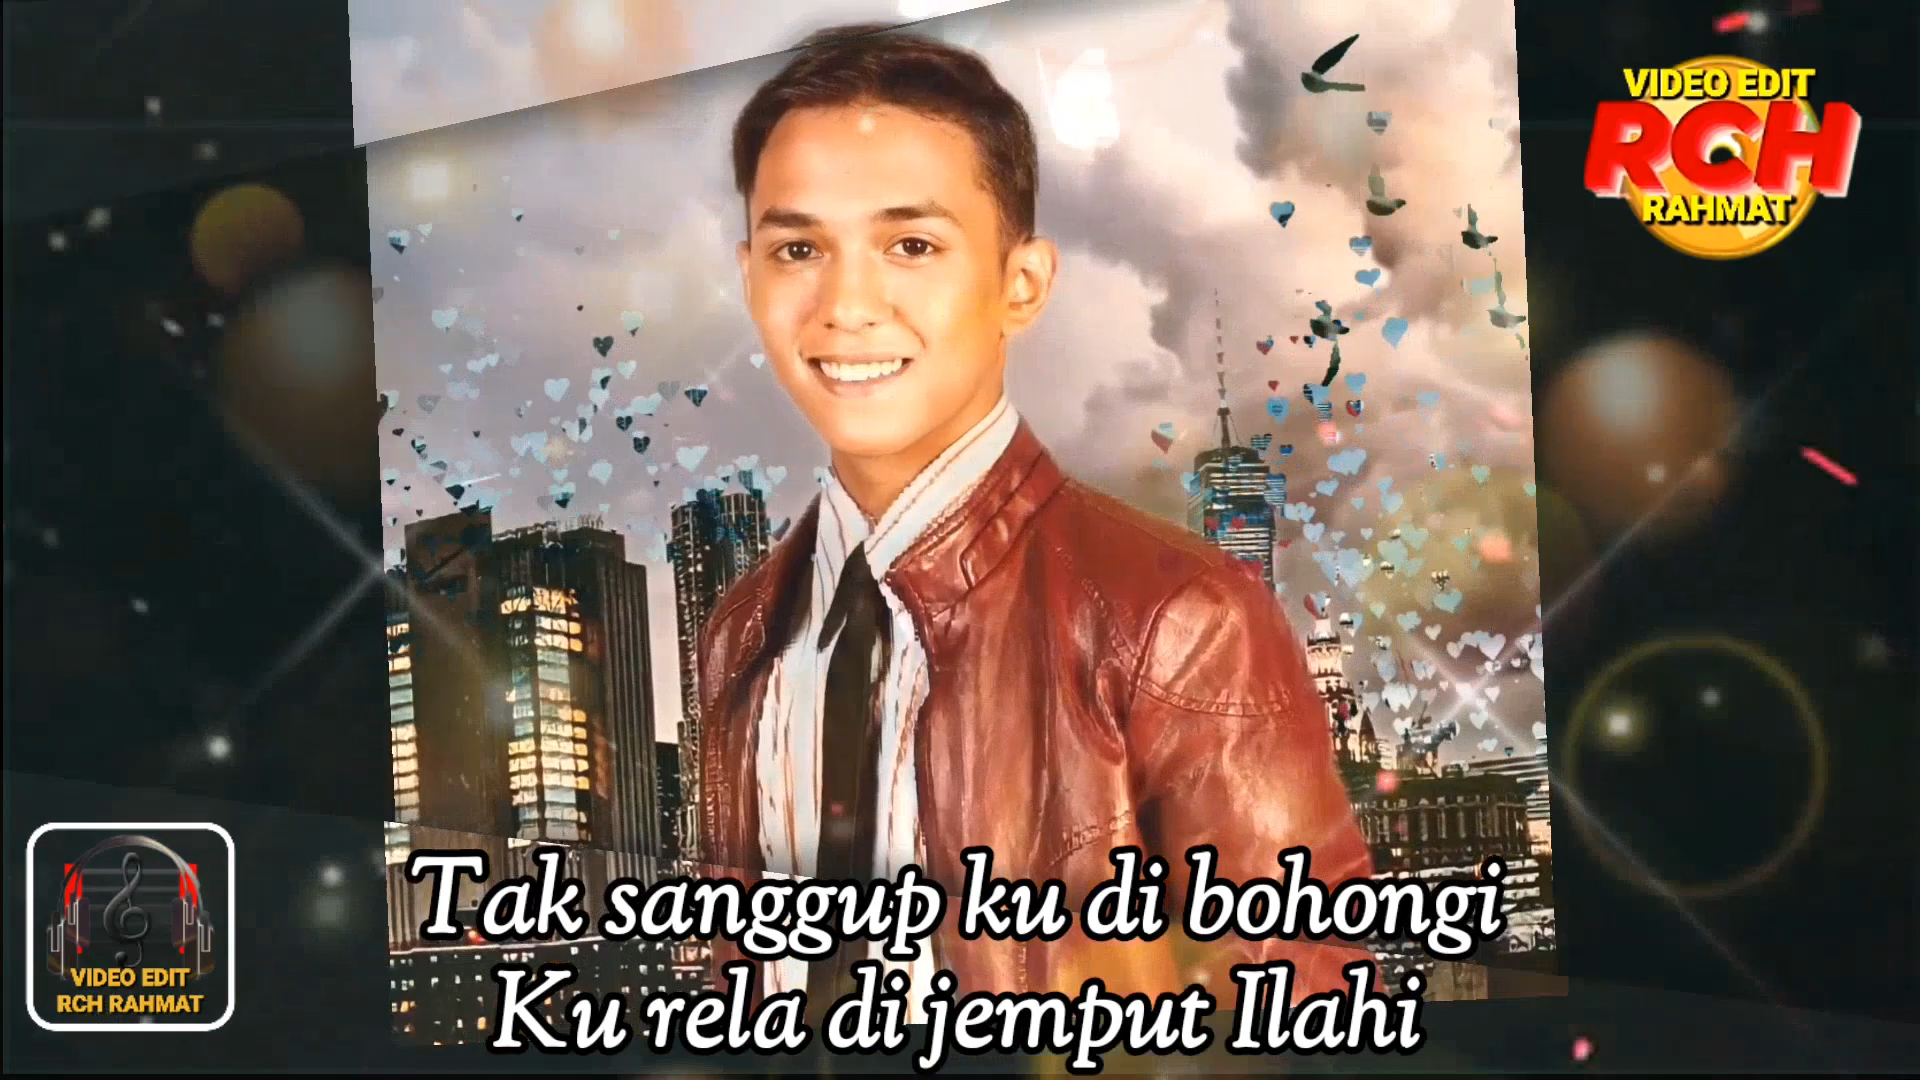 VIDEO EDIT
RCH
RAHMAT
Tak sanggup ku di bohongi
Ku rela di jemput Ilahi
VIDEO EDIT
RCH RAHMAT